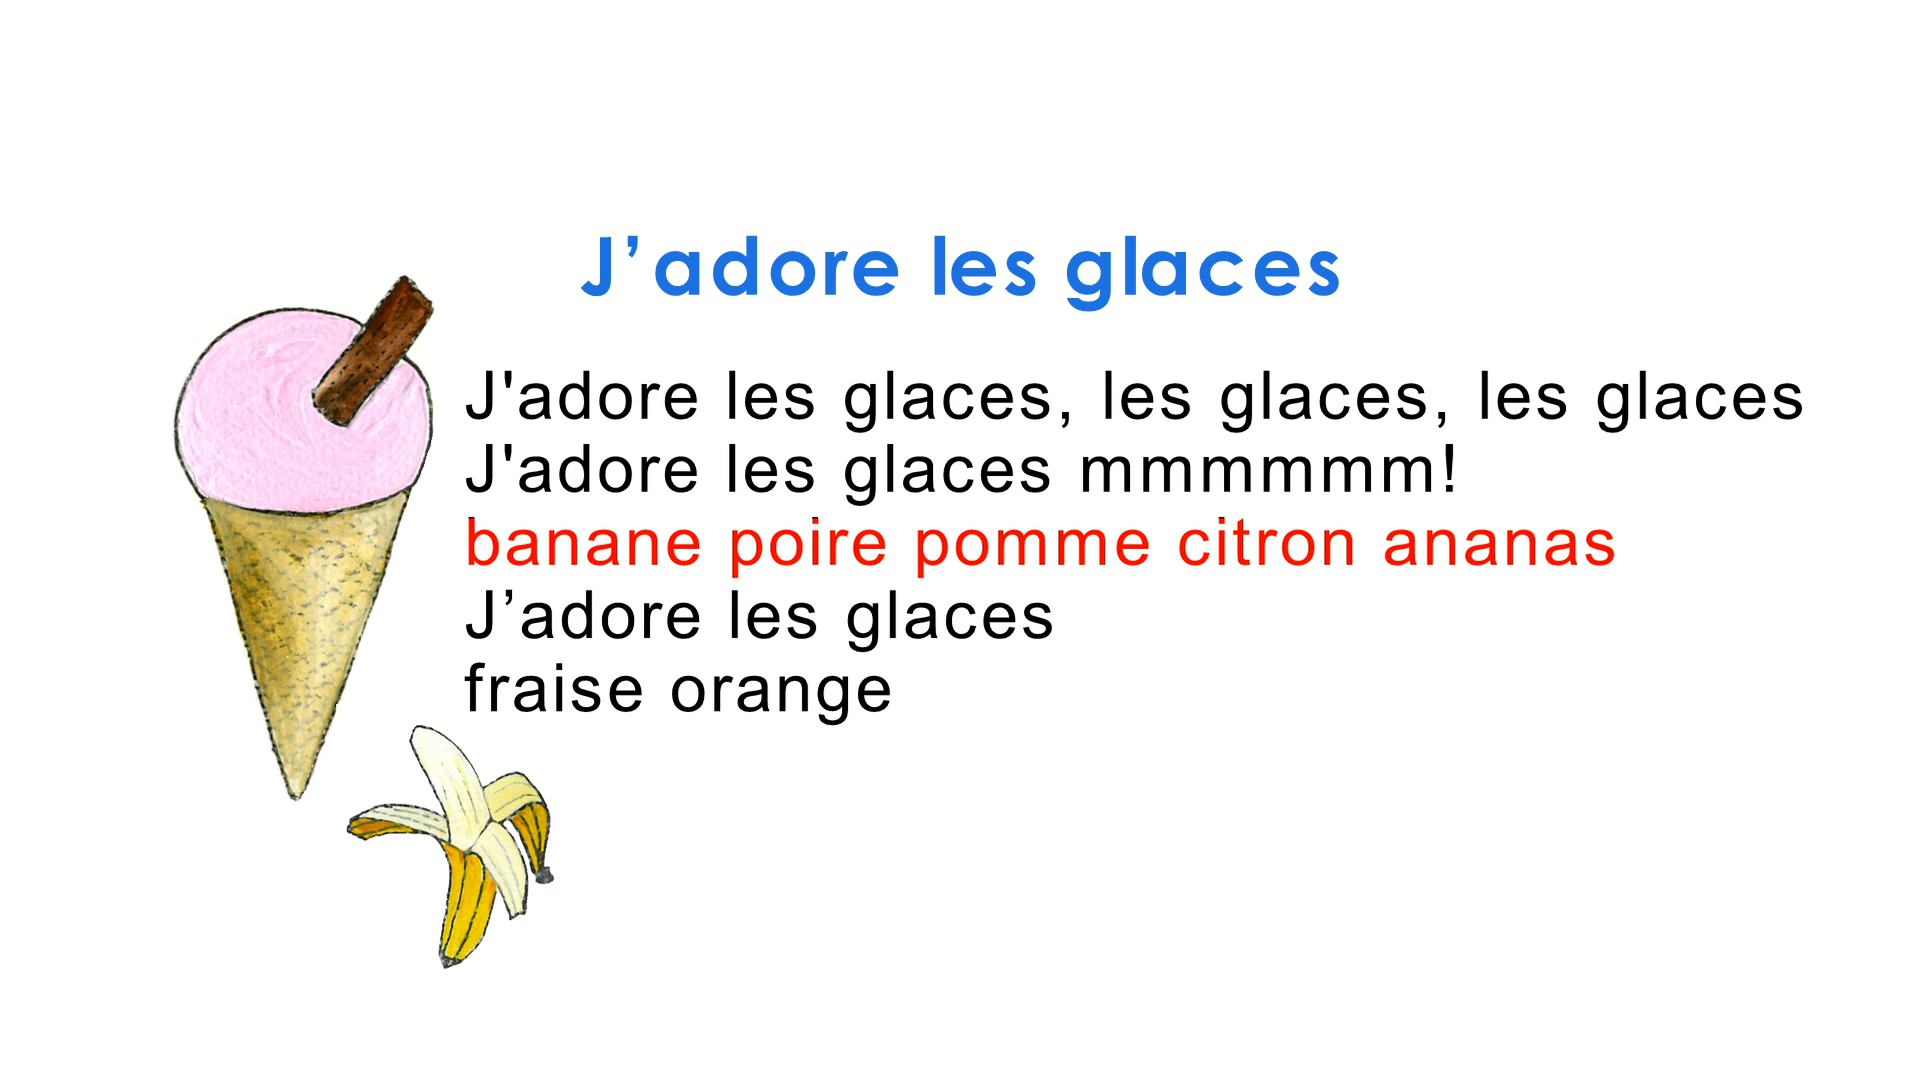 J’adore les glaces
J'adore les glaces, les glaces, les glaces
J'adore les glaces mmmmmm!
banane poire pomme citron ananas
J’adore les glaces
fraise orange